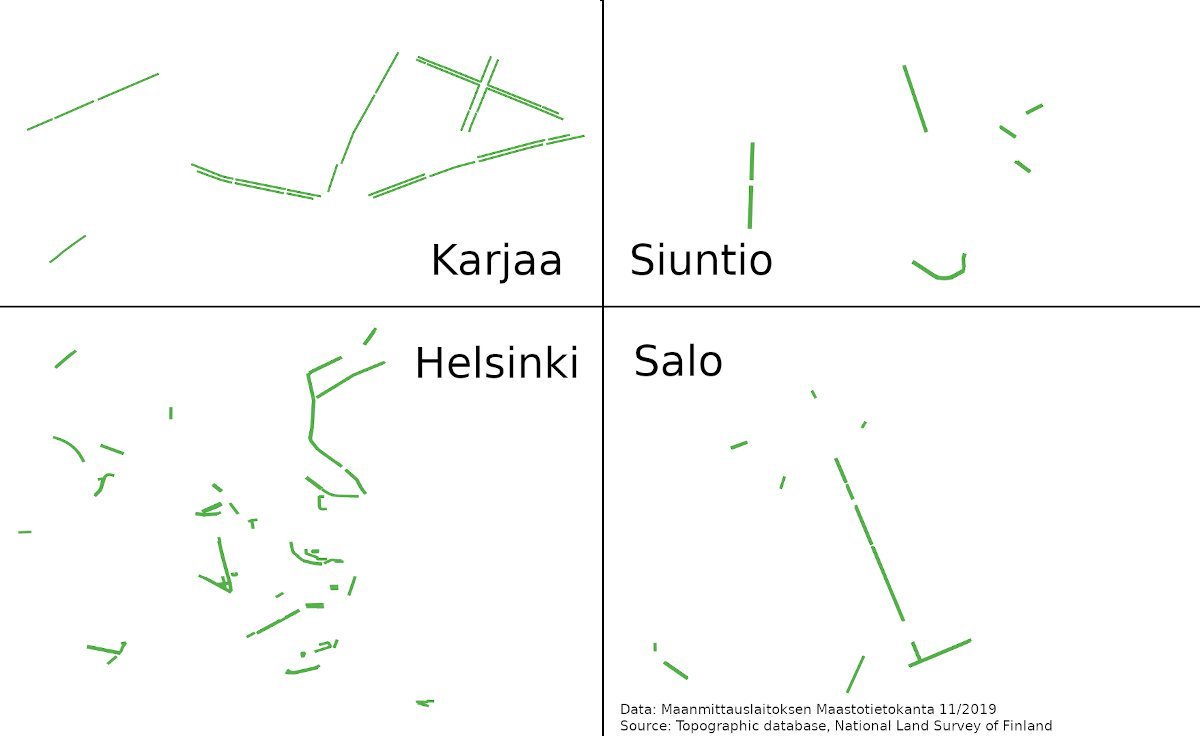 Karjaa
Siuntio
Helsinki
Salo
Data: Maanmittauslaitoksen Maastotietokanta 11/2019
Source: Topographic database, National Land Survey of Finland